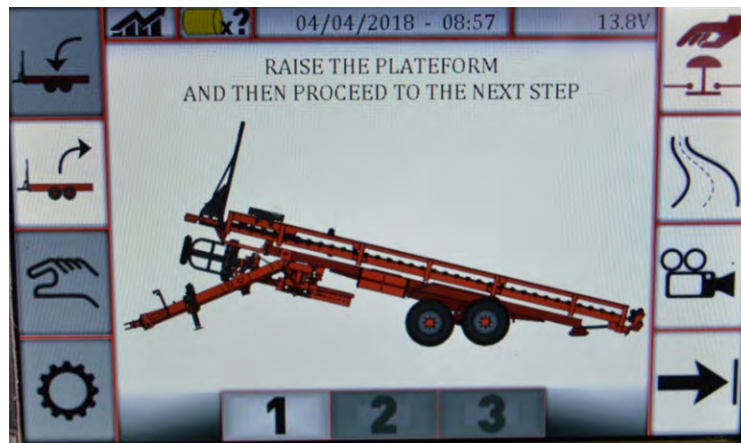 x?
04/04/2018 - 08:57
13.8V
RAISE THE PLATEFORM
AND THEN PROCEED TO THE NEXT STEP
1
2
3